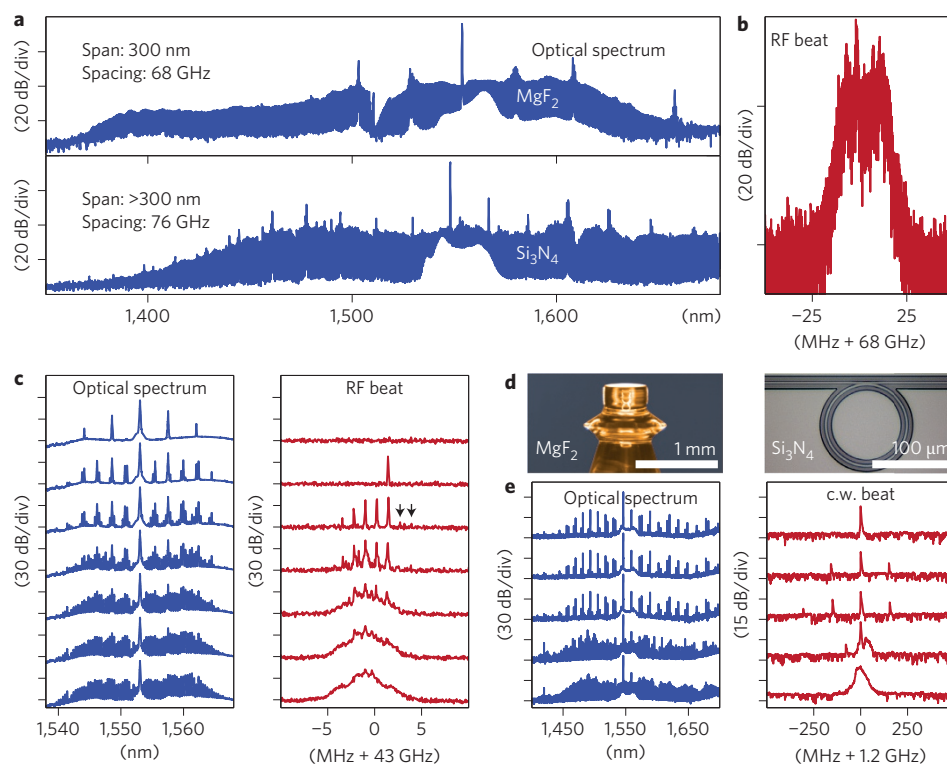 a
Span: 300 nm
Spacing: 68 GHz
Optical spectrum
MgF₂
(20 dB/div)
Span: >300 nm
Spacing: 76 GHz
Si₃N₄
(20 dB/div)
1,400
1,500
1,600
(nm)
b
RF beat
(20 dB/div)
−25
25
(MHz + 68 GHz)
c
Optical spectrum
(30 dB/div)
1,540
1,550
1,560
(nm)
RF beat
(30 dB/div)
−5
0
5
(MHz + 43 GHz)
d
MgF₂
1 mm
Si₃N₄
100 µm
e
Optical spectrum
(30 dB/div)
1,450
1,550
1,650
(nm)
c.w. beat
(15 dB/div)
−250
0
250
(MHz + 1.2 GHz)